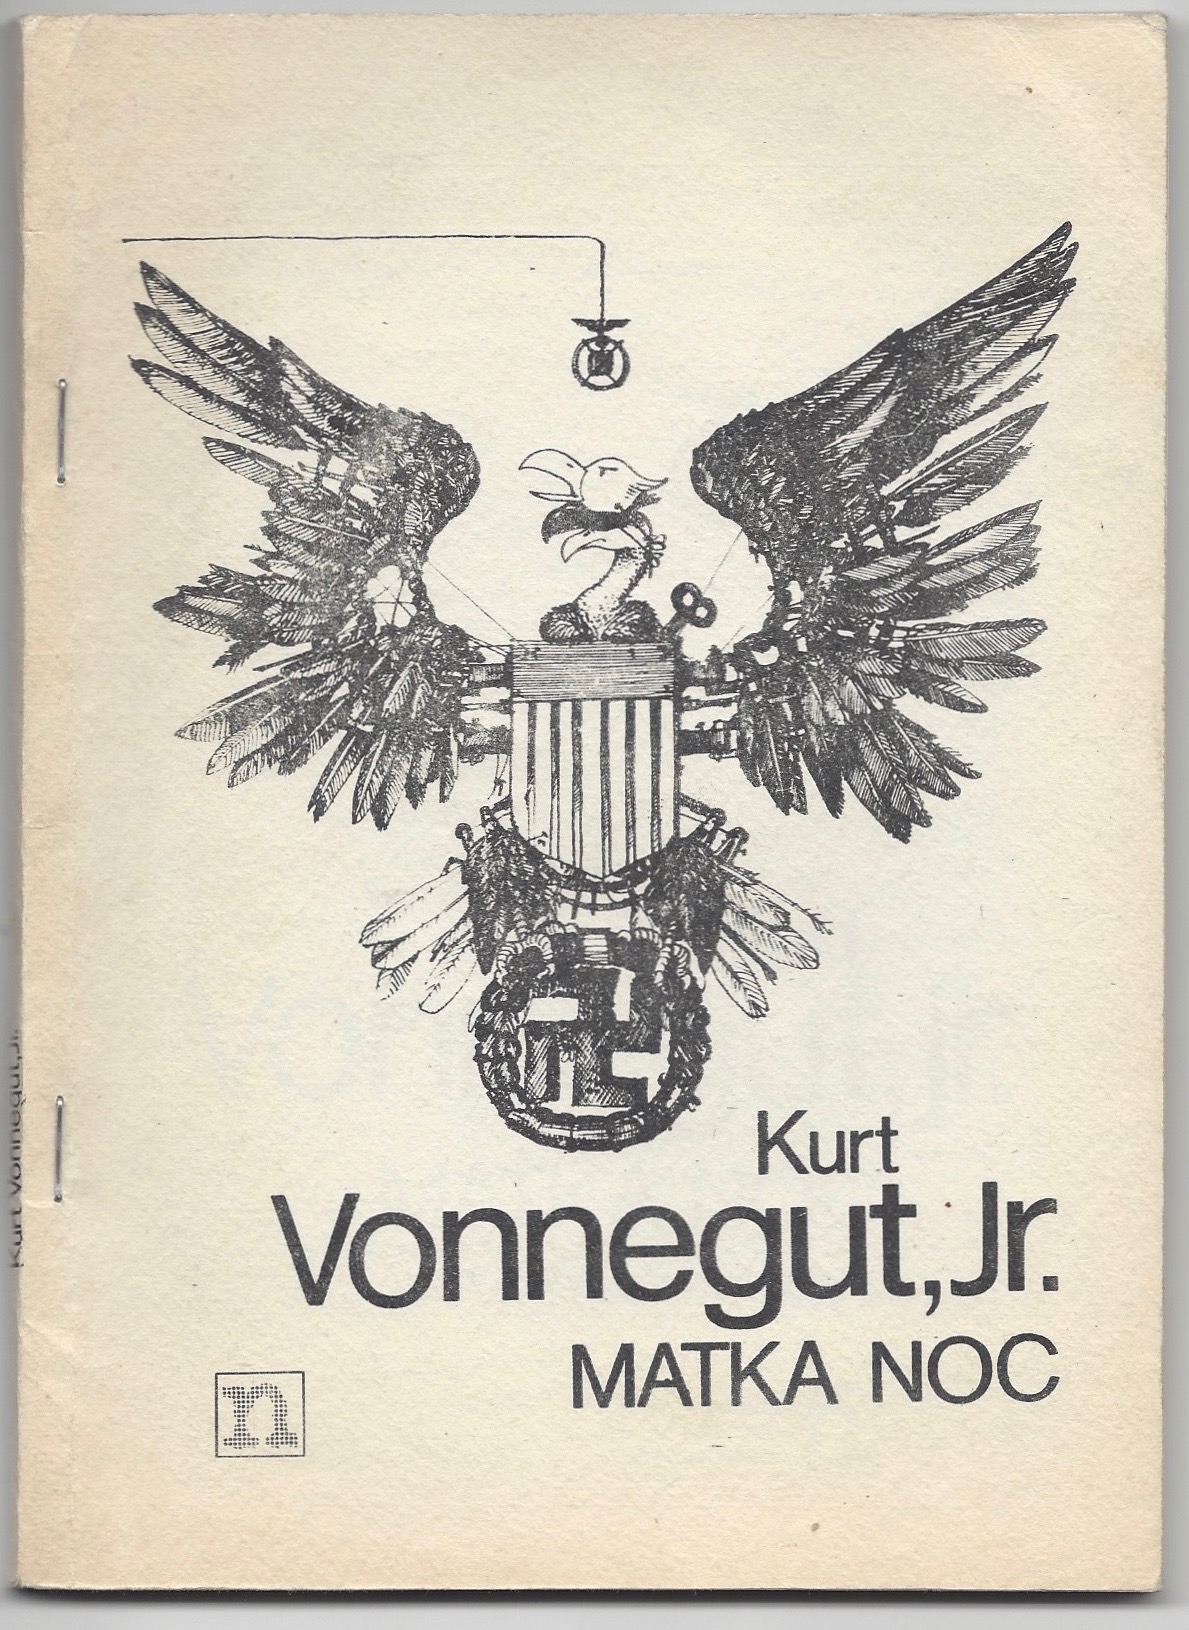 Kurt
Vonnegut, Jr.
MATKA NOC
n
Kurt Vonnegut, Jr.